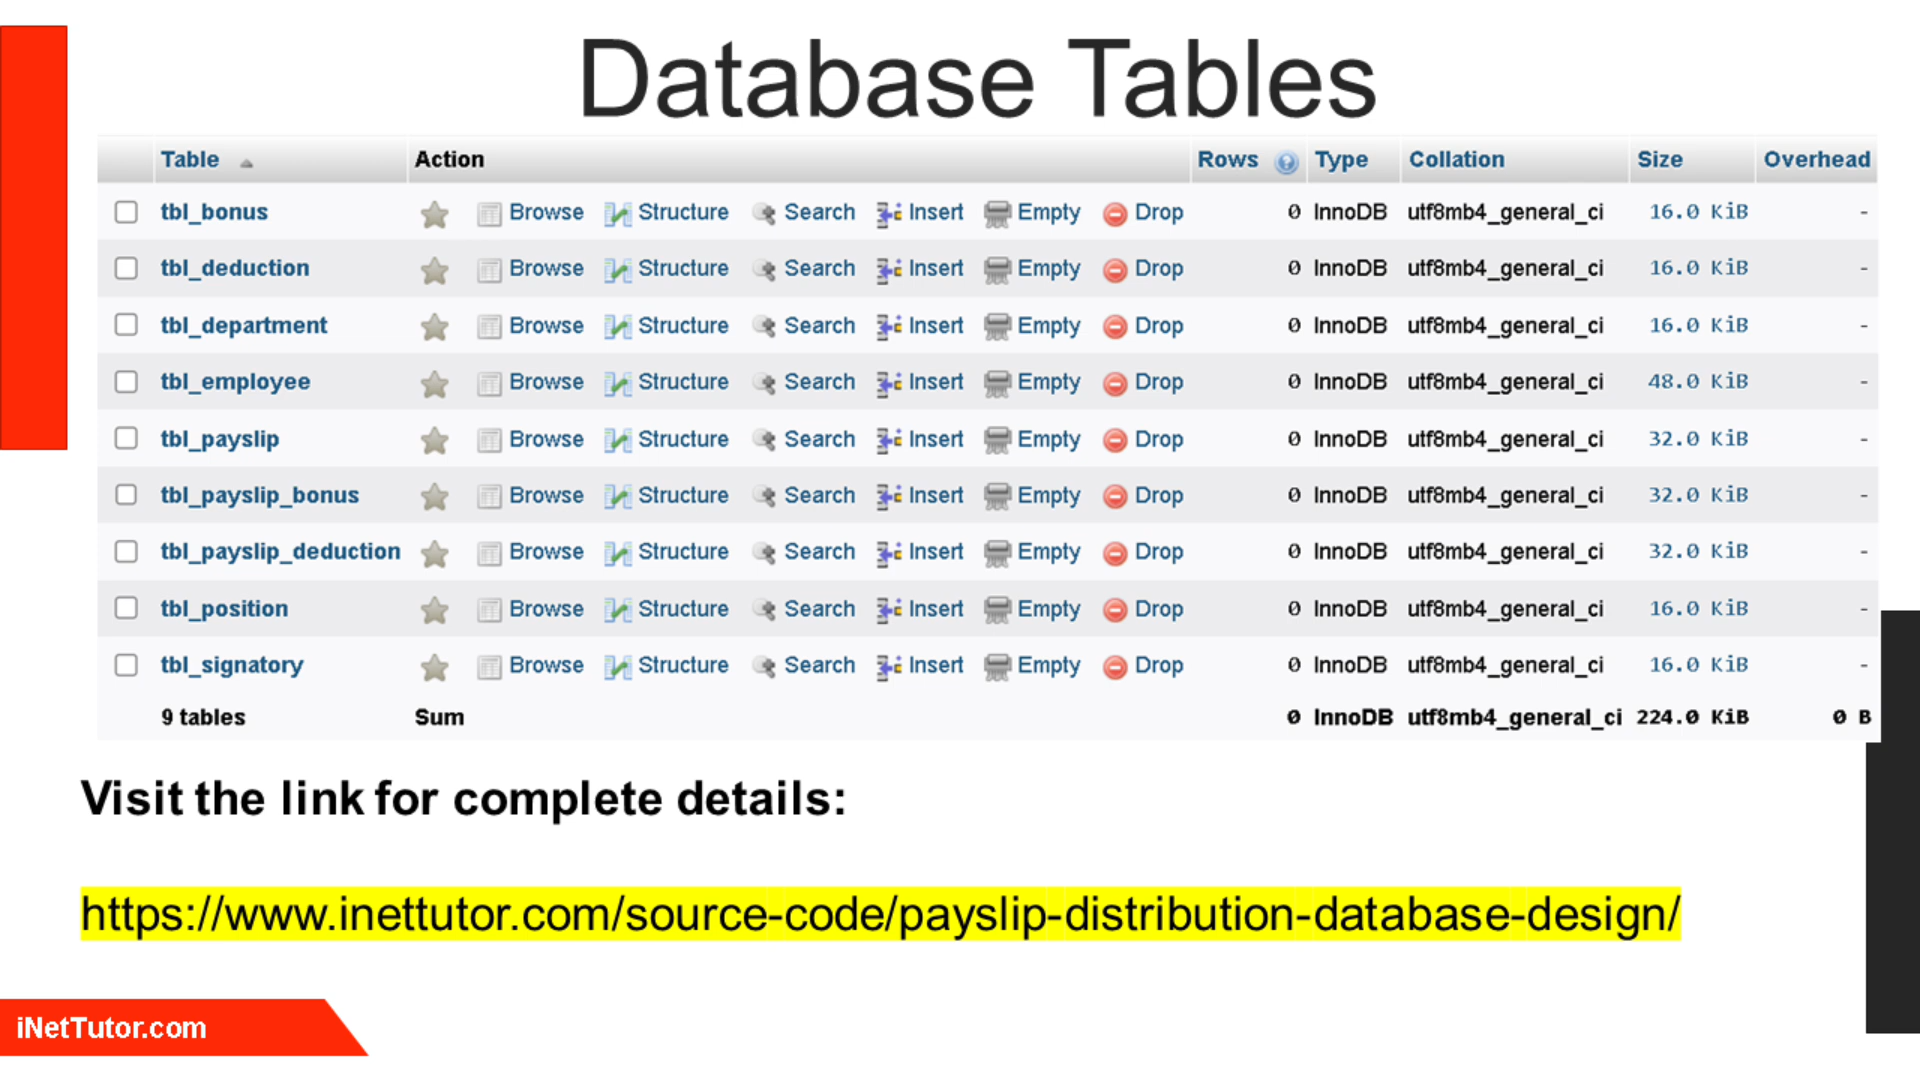 Database Tables
Table Action Rows Type Collation Size Overhead
tbl_bonus Browse Structure Search Insert Empty Drop 0 InnoDB utf8mb4_general_ci 16.0 KiB -
tbl_deduction Browse Structure Search Insert Empty Drop 0 InnoDB utf8mb4_general_ci 16.0 KiB -
tbl_department Browse Structure Search Insert Empty Drop 0 InnoDB utf8mb4_general_ci 16.0 KiB -
tbl_employee Browse Structure Search Insert Empty Drop 0 InnoDB utf8mb4_general_ci 48.0 KiB -
tbl_payslip Browse Structure Search Insert Empty Drop 0 InnoDB utf8mb4_general_ci 32.0 KiB -
tbl_payslip_bonus Browse Structure Search Insert Empty Drop 0 InnoDB utf8mb4_general_ci 32.0 KiB -
tbl_payslip_deduction Browse Structure Search Insert Empty Drop 0 InnoDB utf8mb4_general_ci 32.0 KiB -
tbl_position Browse Structure Search Insert Empty Drop 0 InnoDB utf8mb4_general_ci 16.0 KiB -
tbl_signatory Browse Structure Search Insert Empty Drop 0 InnoDB utf8mb4_general_ci 16.0 KiB -
9 tables Sum 0 InnoDB utf8mb4_general_ci 224.0 KiB 0 B
Visit the link for complete details:
https://www.inettutor.com/source-code/payslip-distribution-database-design/
iNetTutor.com